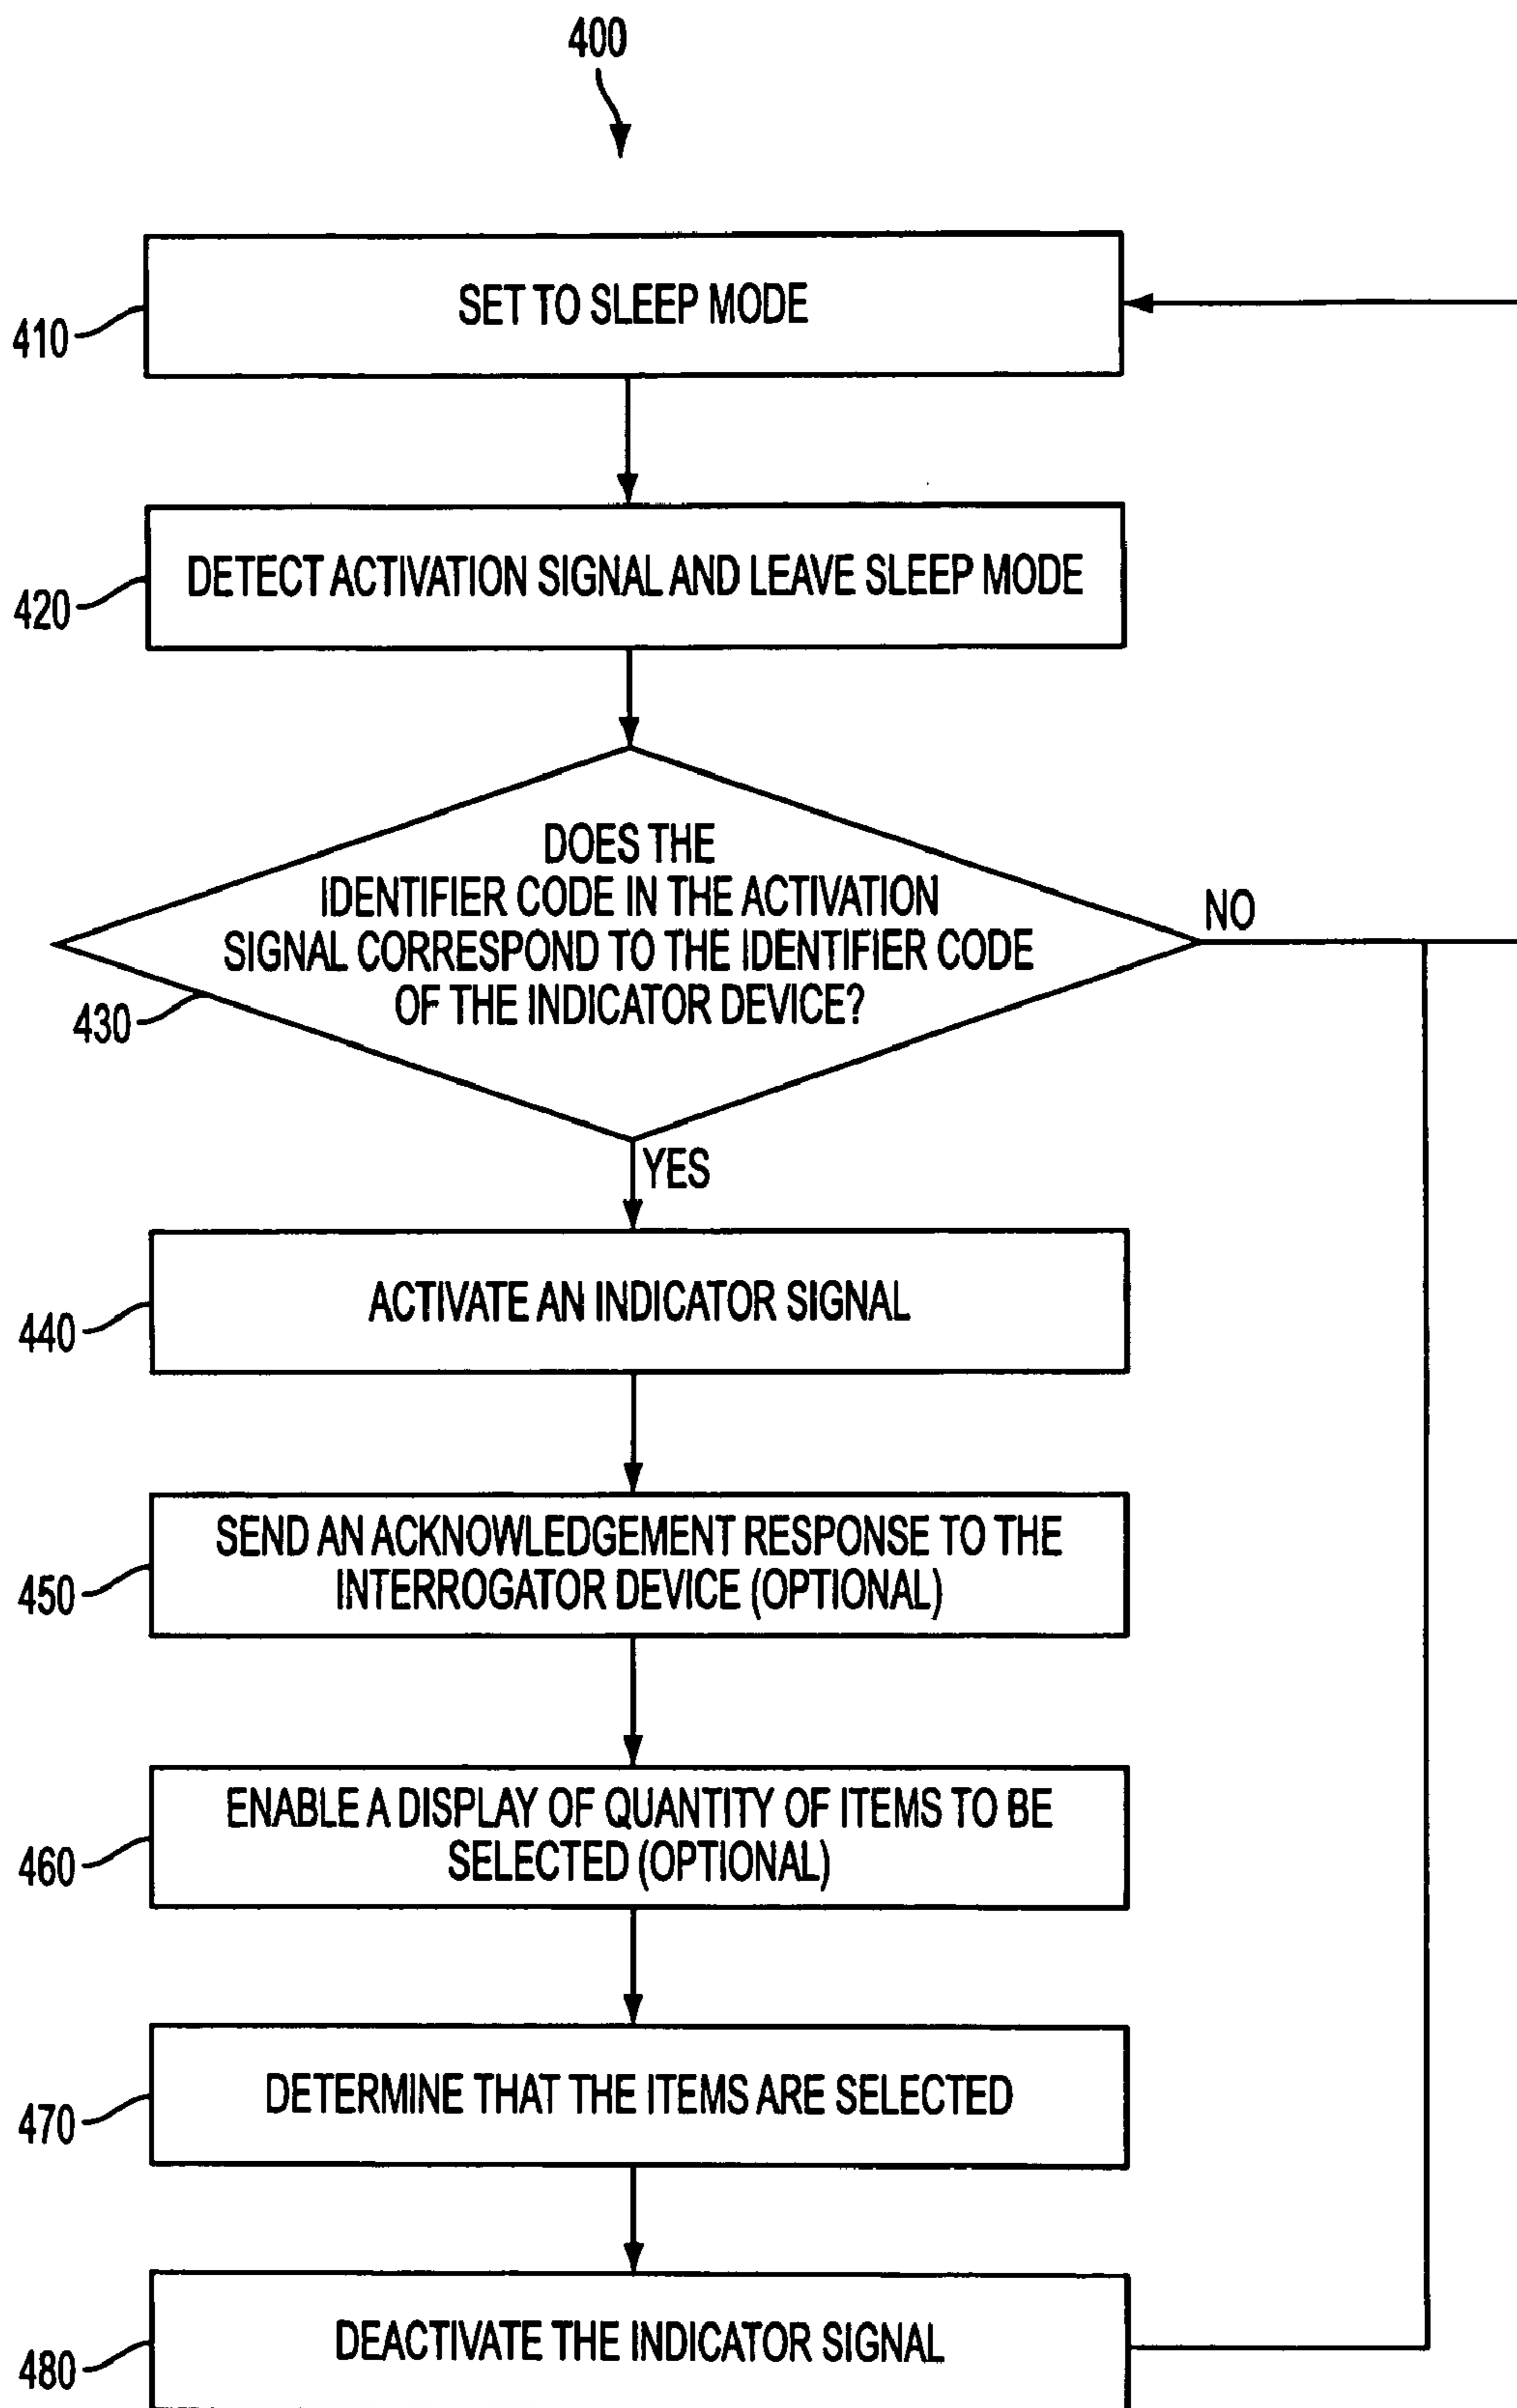 400
SET TO SLEEP MODE
410
DETECT ACTIVATION SIGNAL AND LEAVE SLEEP MODE
420
DOES THE
IDENTIFIER CODE IN THE ACTIVATION
SIGNAL CORRESPOND TO THE IDENTIFIER CODE
OF THE INDICATOR DEVICE?
NO
430
YES
ACTIVATE AN INDICATOR SIGNAL
440
SEND AN ACKNOWLEDGEMENT RESPONSE TO THE
INTERROGATOR DEVICE (OPTIONAL)
450
ENABLE A DISPLAY OF QUANTITY OF ITEMS TO BE
SELECTED (OPTIONAL)
460
DETERMINE THAT THE ITEMS ARE SELECTED
470
DEACTIVATE THE INDICATOR SIGNAL
480